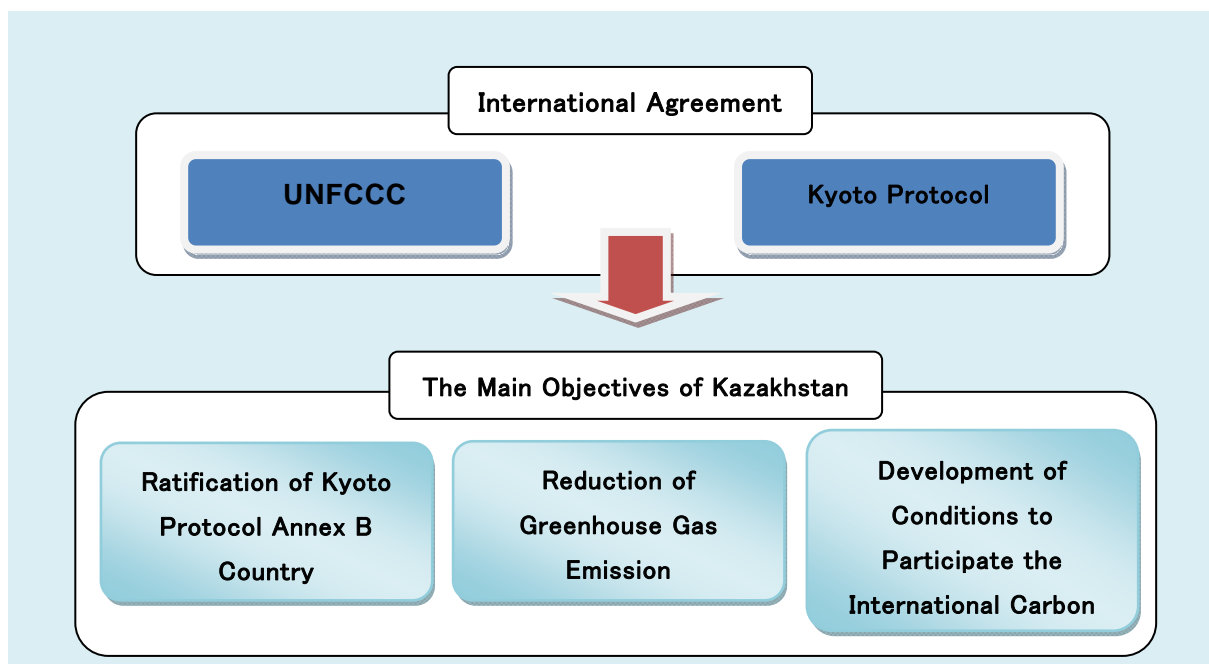 International Agreement
UNFCCC
Kyoto Protocol
The Main Objectives of Kazakhstan
Ratification of Kyoto
Protocol Annex B
Country
Reduction of
Greenhouse Gas
Emission
Development of
Conditions to
Participate the
International Carbon